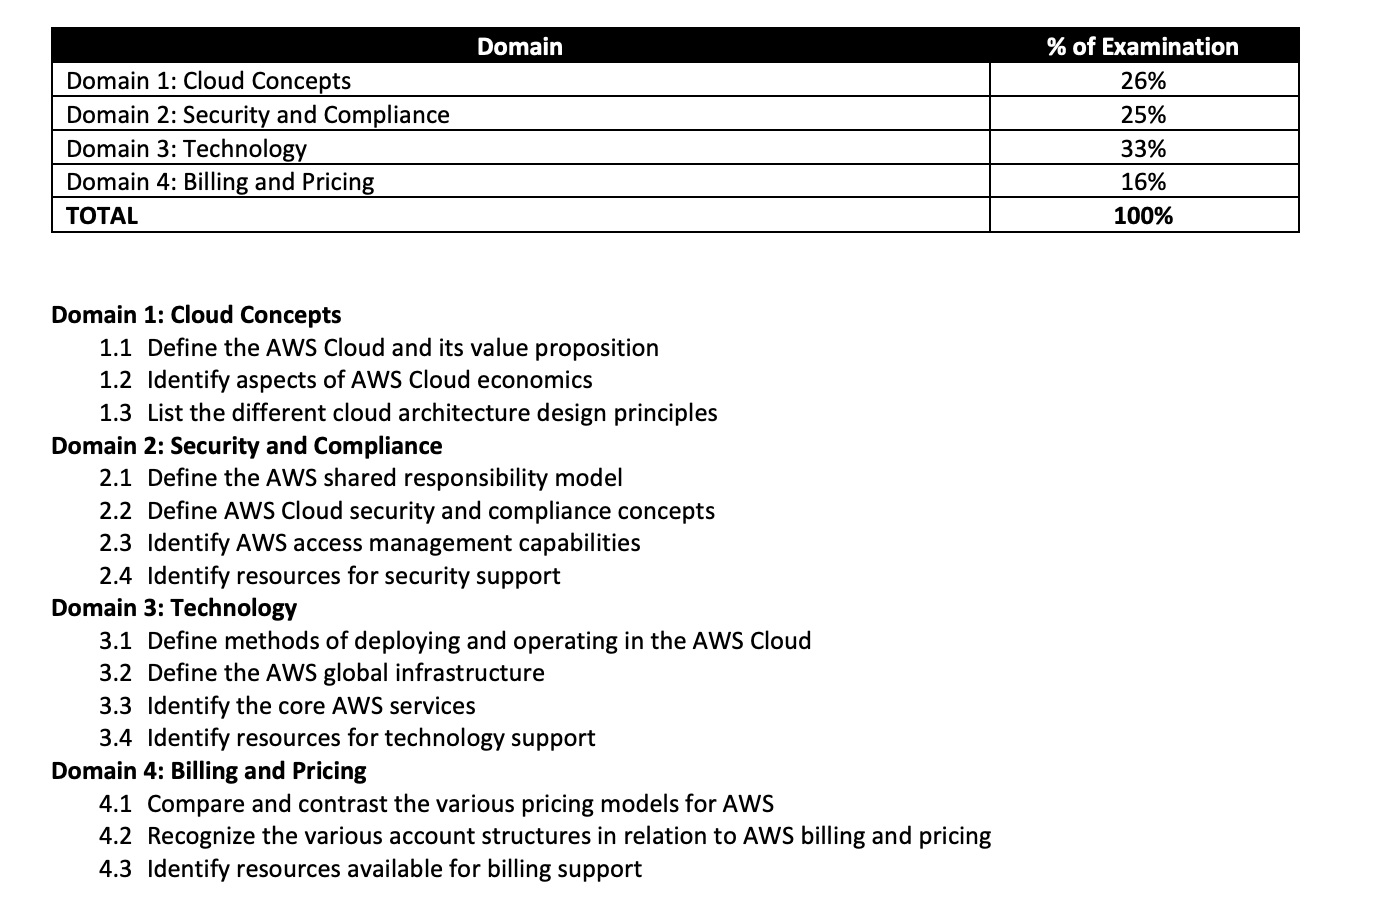 Domain % of Examination
Domain 1: Cloud Concepts 26%
Domain 2: Security and Compliance 25%
Domain 3: Technology 33%
Domain 4: Billing and Pricing 16%
TOTAL 100%
Domain 1: Cloud Concepts
1.1 Define the AWS Cloud and its value proposition
1.2 Identify aspects of AWS Cloud economics
1.3 List the different cloud architecture design principles
Domain 2: Security and Compliance
2.1 Define the AWS shared responsibility model
2.2 Define AWS Cloud security and compliance concepts
2.3 Identify AWS access management capabilities
2.4 Identify resources for security support
Domain 3: Technology
3.1 Define methods of deploying and operating in the AWS Cloud
3.2 Define the AWS global infrastructure
3.3 Identify the core AWS services
3.4 Identify resources for technology support
Domain 4: Billing and Pricing
4.1 Compare and contrast the various pricing models for AWS
4.2 Recognize the various account structures in relation to AWS billing and pricing
4.3 Identify resources available for billing support